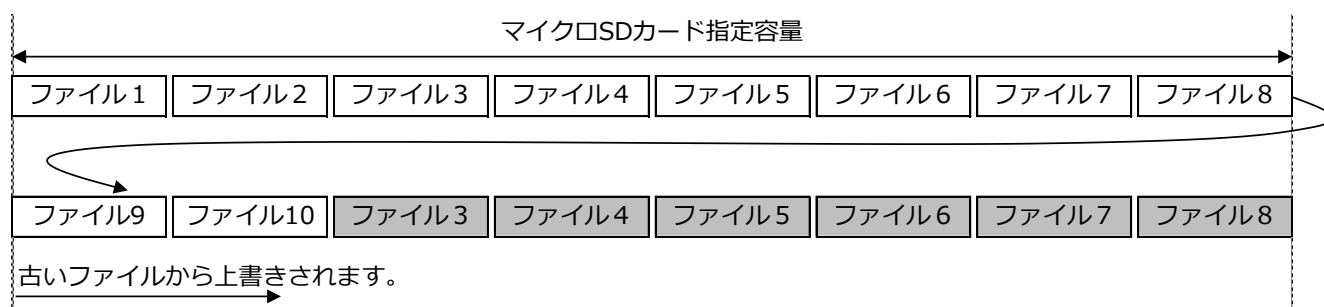 マイクロSDカード指定容量
ファイル１ ファイル２ ファイル３ ファイル４ ファイル５ ファイル６ ファイル７ ファイル８
ファイル9 ファイル10 ファイル３ ファイル４ ファイル５ ファイル６ ファイル７ ファイル８
古いファイルから上書きされます。